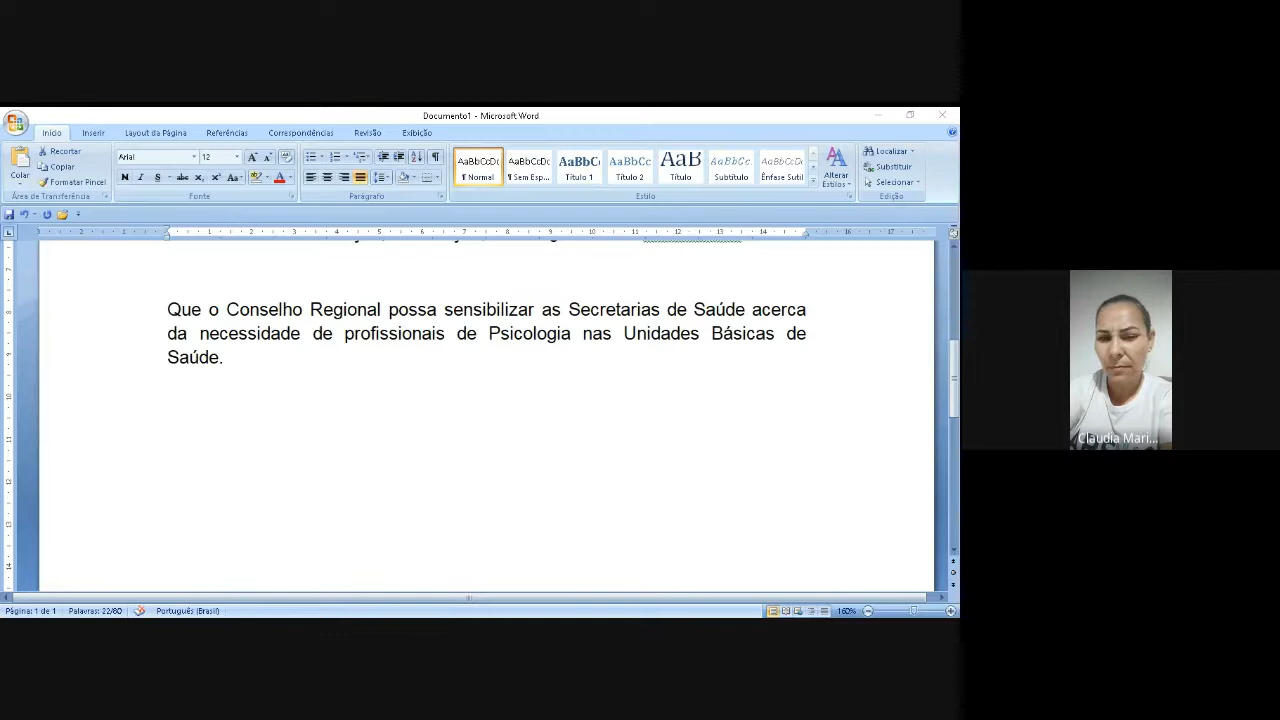 Documento1 - Microsoft Word
Início Inserir Layout da Página Referências Correspondências Revisão Exibição
Colar
Recortar
Copiar
Formatar Pincel
Área de Transferência
Arial 12
Fonte
Parágrafo
AaBbCcDc AaBbCcDc AaBbC AaBbCc AaB AaBbCc. AaBbCcDc
¶ Normal ¶ Sem Esp... Título 1 Título 2 Título Subtítulo Ênfase Sutil
Alterar
Estilos
Estilo
Localizar
Substituir
Selecionar
Edição
Que o Conselho Regional possa sensibilizar as Secretarias de Saúde acerca
da necessidade de profissionais de Psicologia nas Unidades Básicas de
Saúde.
Página: 1 de 1 Palavras: 22/80 Português (Brasil) 160%
Claudia Mari...